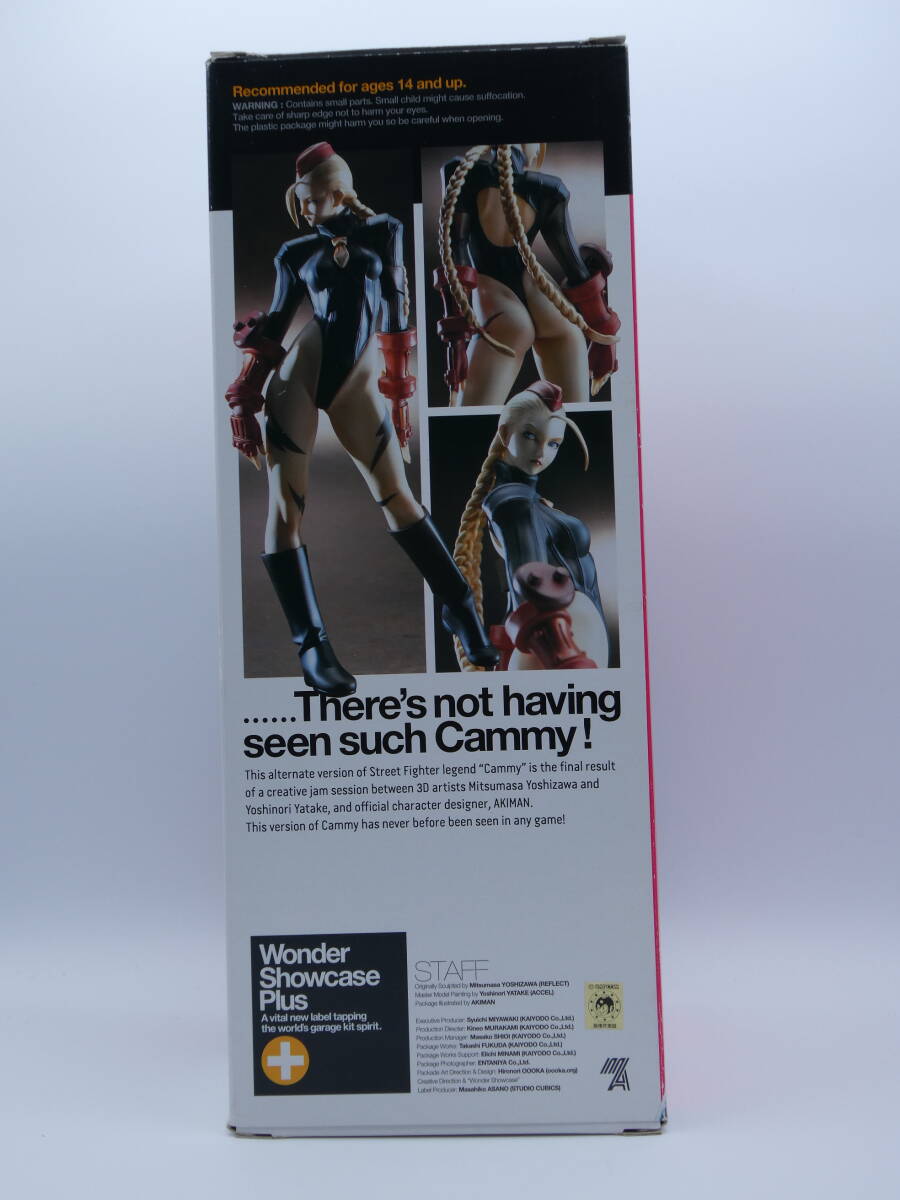 Recommended for ages 14 and up.
WARNING : Contains small parts. Small child might cause suffocation.
Take care of sharp edge not to harm your eyes.
The plastic package might harm you so be careful when opening.
......There's not having
seen such Cammy !
This alternate version of Street Fighter legend “Cammy” is the final result
of a creative jam session between 3D artists Mitsumasa Yoshizawa and
Yoshinori Yatake, and official character designer, AKIMAN.
This version of Cammy has never before been seen in any game!
Wonder
Showcase
Plus
A vital new label tapping
the world's garage kit spirit.
STAFF
Originally Sculpted by Mitsumasa YOSHIZAWA (REFLECT)
Master Model Painting by Yoshinori YATAKE (ACCEL)
Package Illustrated by AKIMAN
Executive Producer: Syuichi MIYAWAKI (KAIYODO Co.,Ltd.)
Production Director: Kineo MURAKAMI (KAIYODO Co.,Ltd.)
Production Manager: Masako SHIOI (KAIYODO Co.,Ltd.)
Package Works: Takashi FUKUDA (KAIYODO Co.,Ltd.)
Package Works Support: Eiichi MINAMI (KAIYODO Co.,Ltd.)
Package Photographer: ENTANIYA Co.,Ltd.
Packade Art Direction & Design: Hironori OOOKA (oooka.org)
Creative Direction & "Wonder Showcase"
Label Producer: Masahiko ASANO (STUDIO CUBICS)